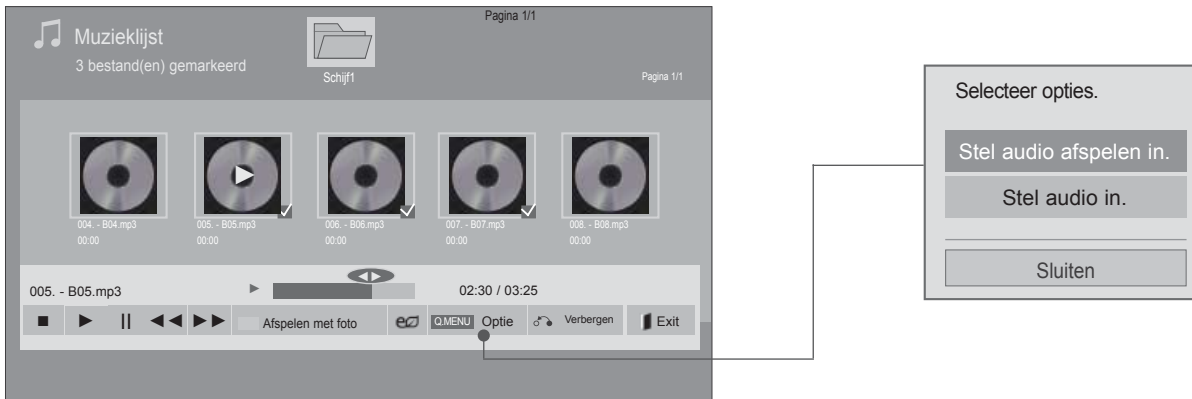 Pagina 1/1
Muzieklijst
3 bestand(en) gemarkeerd
Schijf1
Pagina 1/1
004. - B04.mp3
00:00
005. - B05.mp3
00:00
006. - B06.mp3
00:00
007. - B07.mp3
00:00
008. - B08.mp3
00:00
005. - B05.mp3
02:30 / 03:25
Afspelen met foto
Q.MENU Optie
Verbergen
Exit
Selecteer opties.
Stel audio afspelen in.
Stel audio in.
Sluiten